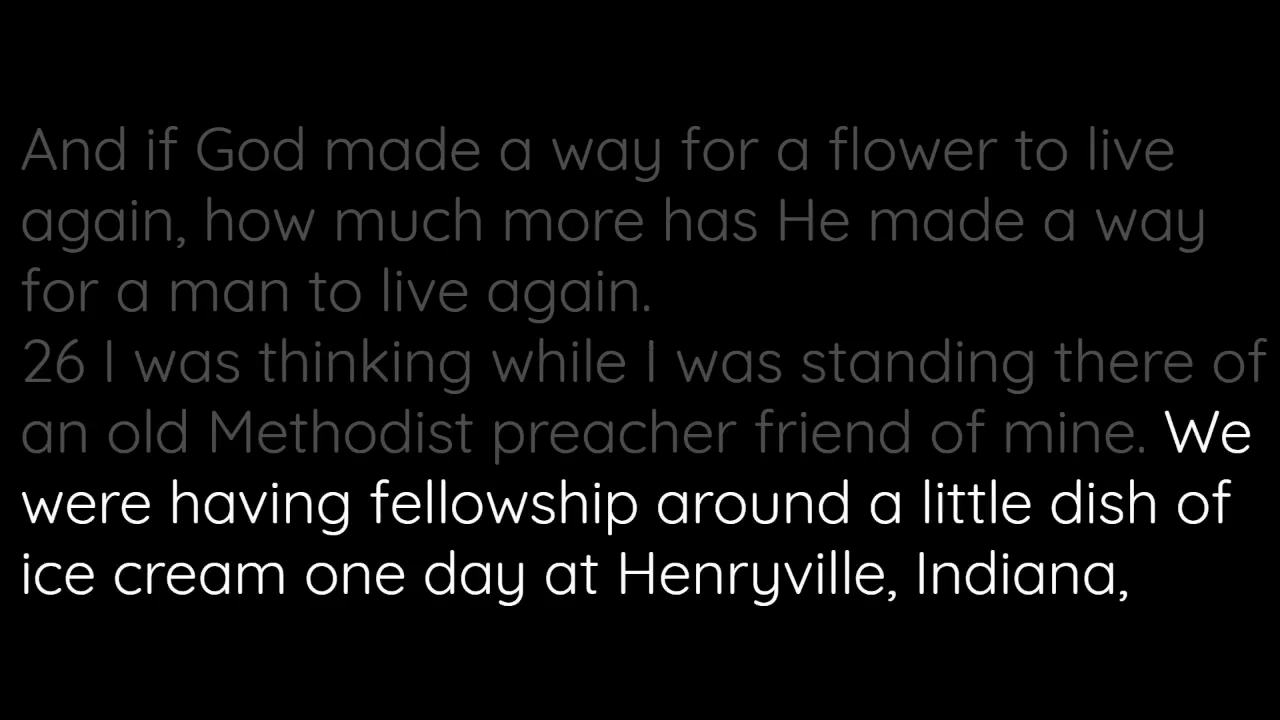 And if God made a way for a flower to live
again, how much more has He made a way
for a man to live again.
26 I was thinking while I was standing there of
an old Methodist preacher friend of mine. We
were having fellowship around a little dish of
ice cream one day at Henryville, Indiana,